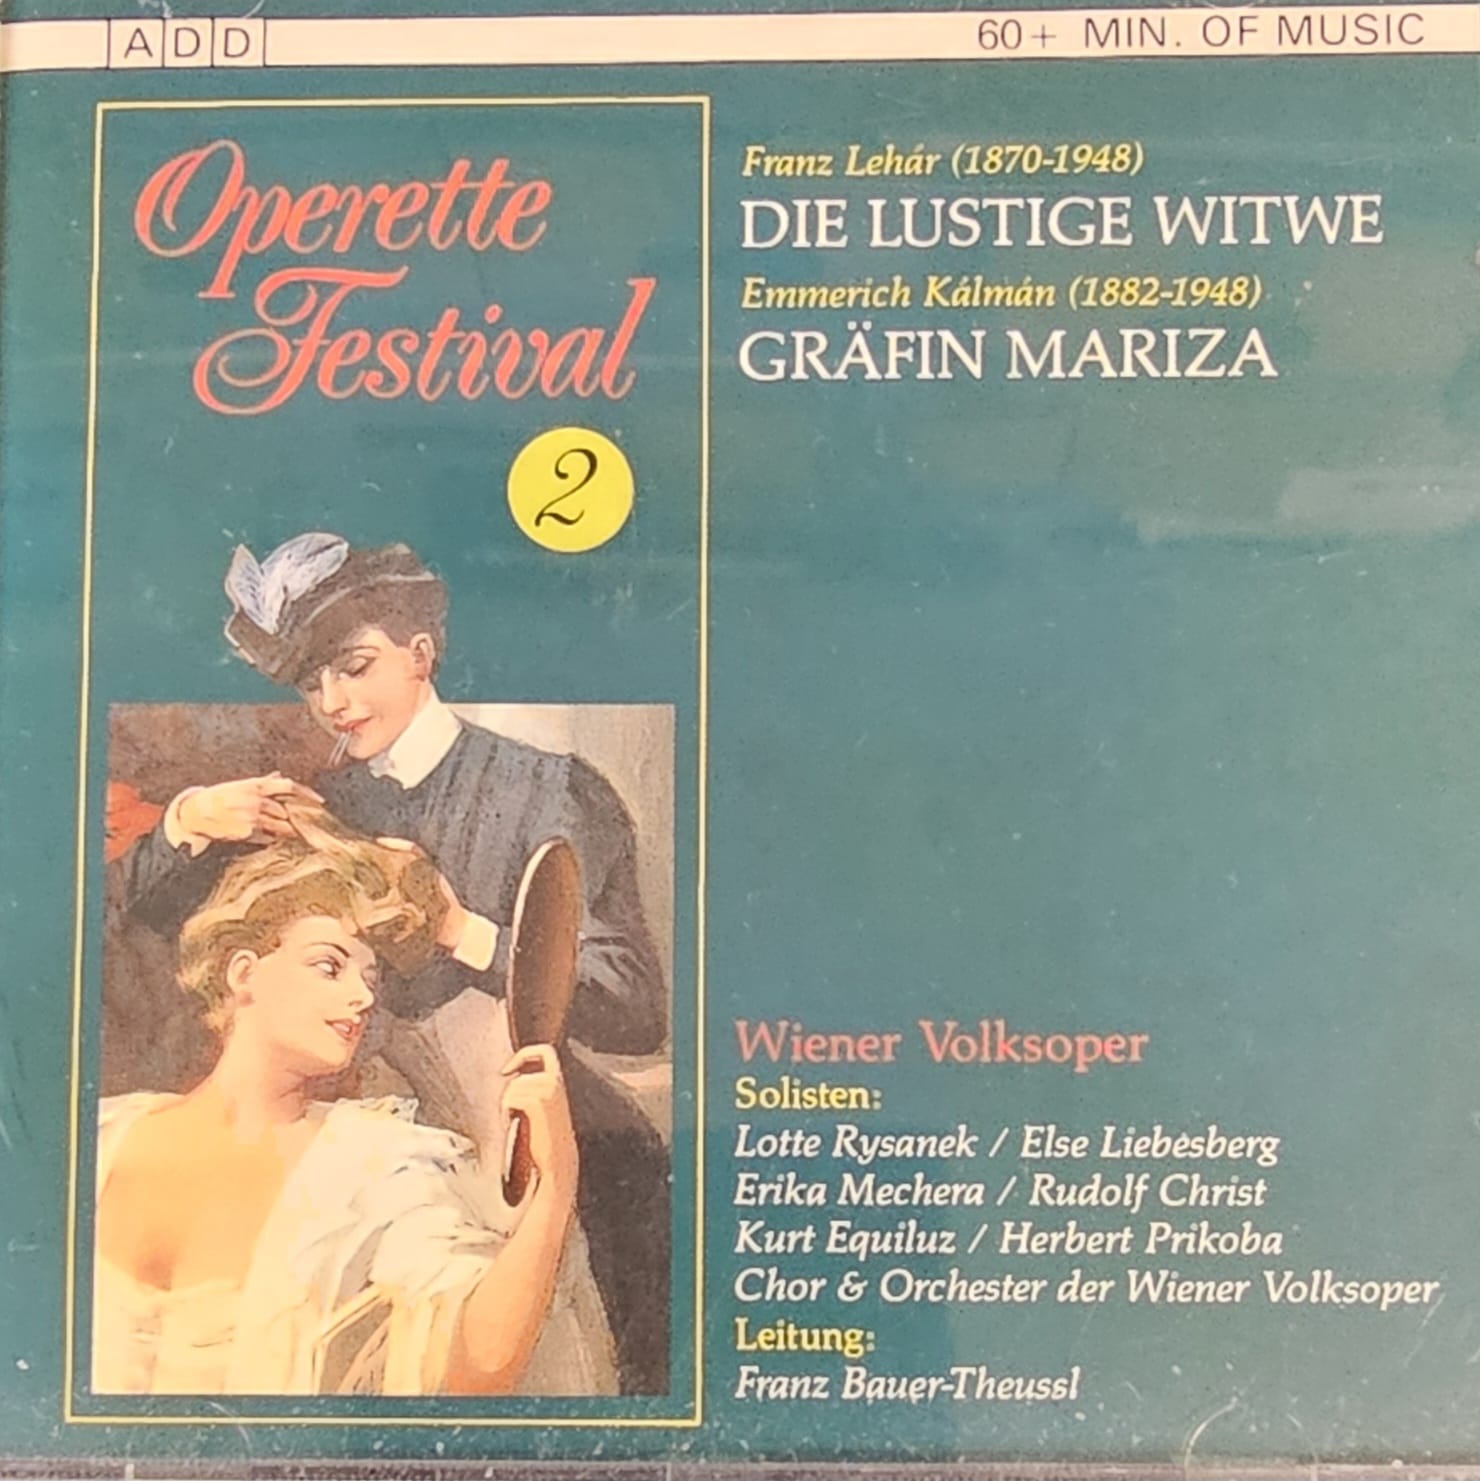 ADD
60+ MIN. OF MUSIC
Operette
Festival
2
Franz Lehár (1870-1948)
DIE LUSTIGE WITWE
Emmerich Kálmán (1882-1948)
GRÄFIN MARIZA
Wiener Volksoper
Solisten:
Lotte Rysanek / Else Liebesberg
Erika Mechera / Rudolf Christ
Kurt Equiluz / Herbert Prikoba
Chor & Orchester der Wiener Volksoper
Leitung:
Franz Bauer-Theussl